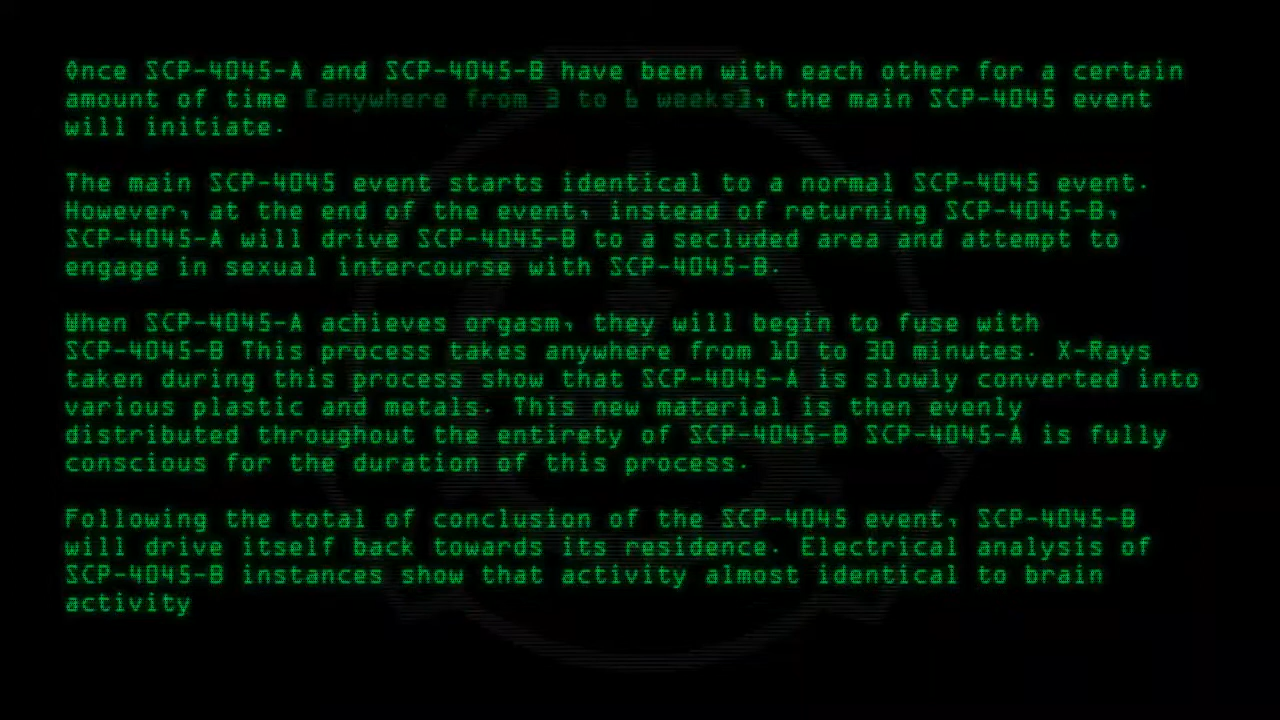 Once SCP-4045-A and SCP-4045-B have been with each other for a certain
amount of time [anywhere from 3 to 6 weeks], the main SCP-4045 event
will initiate.
The main SCP-4045 event starts identical to a normal SCP-4045 event.
However, at the end of the event, instead of returning SCP-4045-B,
SCP-4045-A will drive SCP-4045-B to a secluded area and attempt to
engage in sexual intercourse with SCP-4045-B.
When SCP-4045-A achieves orgasm, they will begin to fuse with
SCP-4045-B This process takes anywhere from 10 to 30 minutes. X-Rays
taken during this process show that SCP-4045-A is slowly converted into
various plastic and metals. This new material is then evenly
distributed throughout the entirety of SCP-4045-B SCP-4045-A is fully
conscious for the duration of this process.
Following the total of conclusion of the SCP-4045 event, SCP-4045-B
will drive itself back towards its residence. Electrical analysis of
SCP-4045-B instances show that activity almost identical to brain
activity